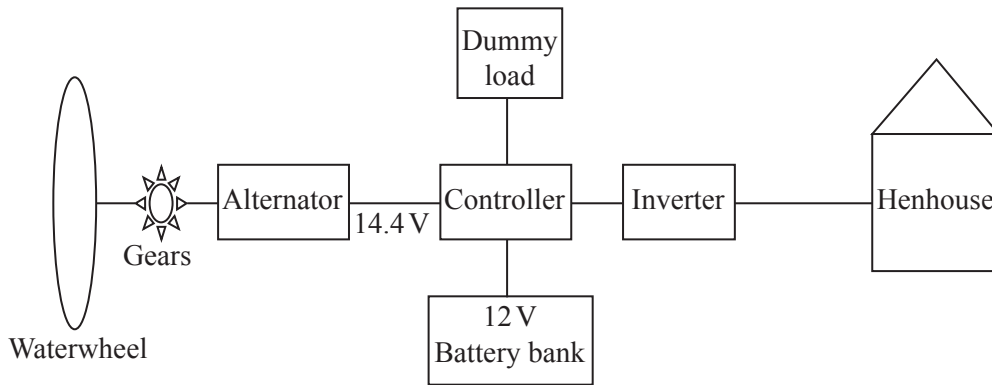 Dummy
load
Alternator
Controller
Inverter
Henhouse
14.4 V
Gears
12 V
Battery bank
Waterwheel